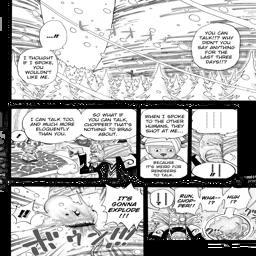 YOU CAN
TALK!!? WHY
DIDN'T YOU
SAY ANYTHING
FOR THE
LAST THREE
DAYS!!?
...!!
I THOUGHT
IF I SPOKE,
YOU
WOULDN'T
LIKE ME.
WHEN I SPOKE
TO THE OTHER
HUMANS, THEY
SHOT AT ME...
BECAUSE
IT'S WEIRD FOR
REINDEERS
TO TALK.
SO WHAT IF
YOU CAN TALK,
CHOPPER? THAT'S
NOTHING TO BRAG
ABOUT.
I CAN TALK TOO,
AND MUCH MORE
ELOQUENTLY
THAN YOU.
HUH
!?
WHA--
!?
RUN,
CHOP-
PER!!
IT'S
GONNA
EXPLODE
!!!
!!